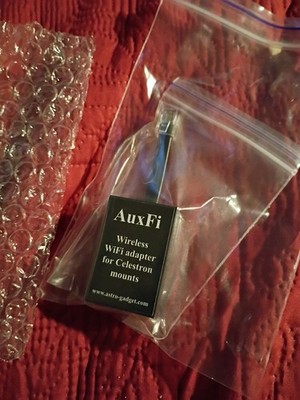 AuxFi
Wireless
WiFi adapter
for Celestron
mounts
www.astro-gadget.com